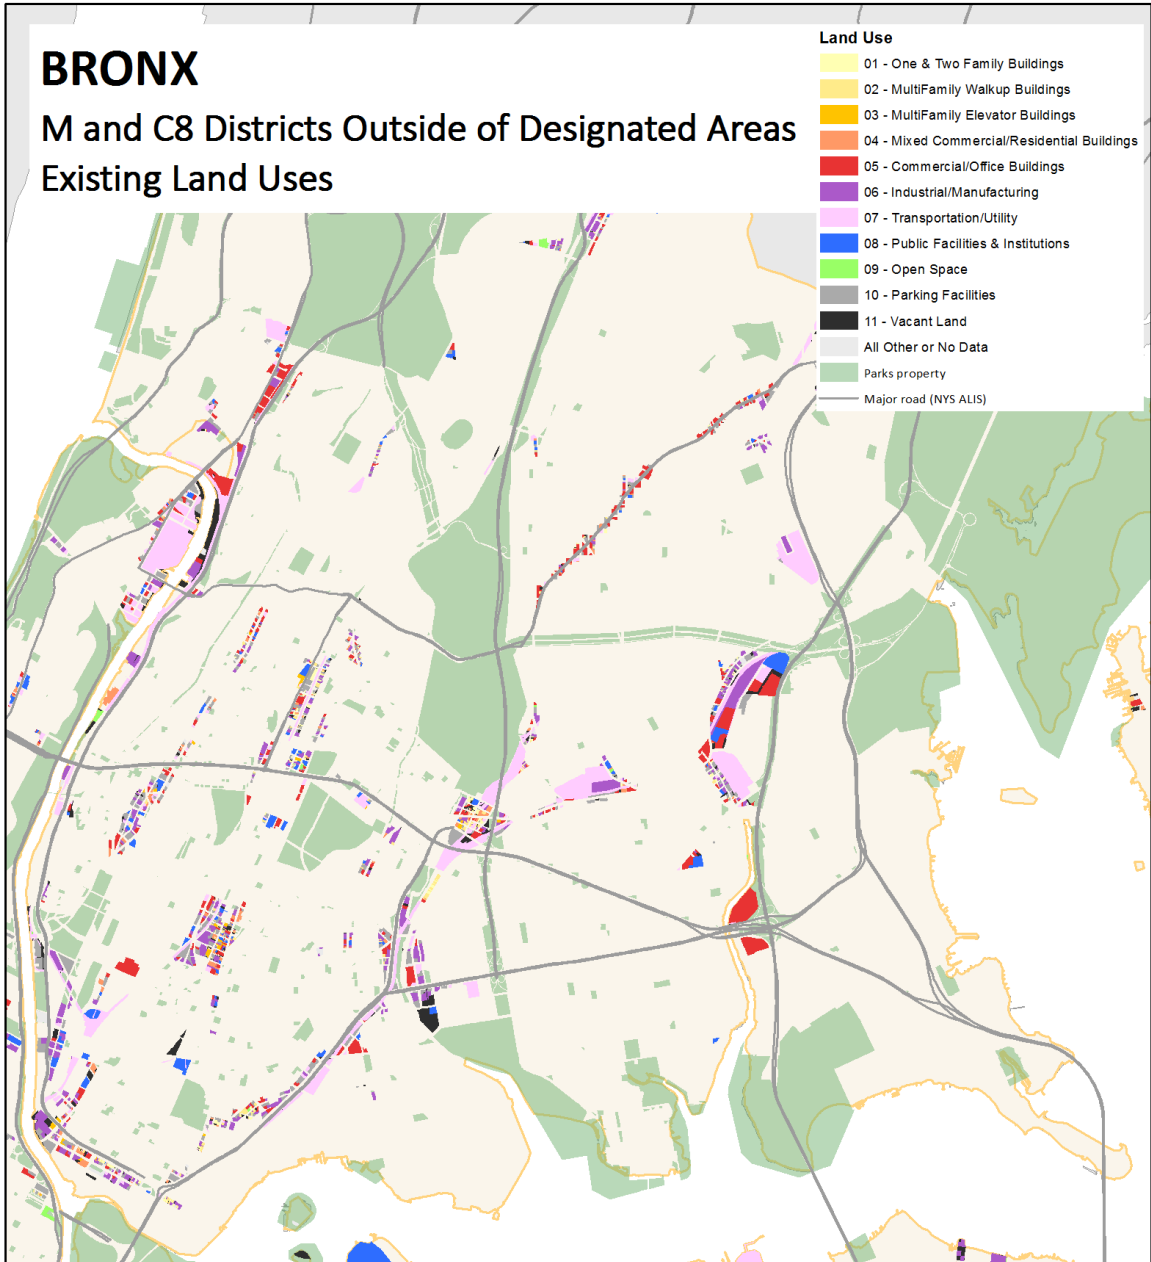 BRONX
M and C8 Districts Outside of Designated Areas
Existing Land Uses
Land Use
01 - One & Two Family Buildings
02 - MultiFamily Walkup Buildings
03 - MultiFamily Elevator Buildings
04 - Mixed Commercial/Residential Buildings
05 - Commercial/Office Buildings
06 - Industrial/Manufacturing
07 - Transportation/Utility
08 - Public Facilities & Institutions
09 - Open Space
10 - Parking Facilities
11 - Vacant Land
All Other or No Data
Parks property
Major road (NYS ALIS)